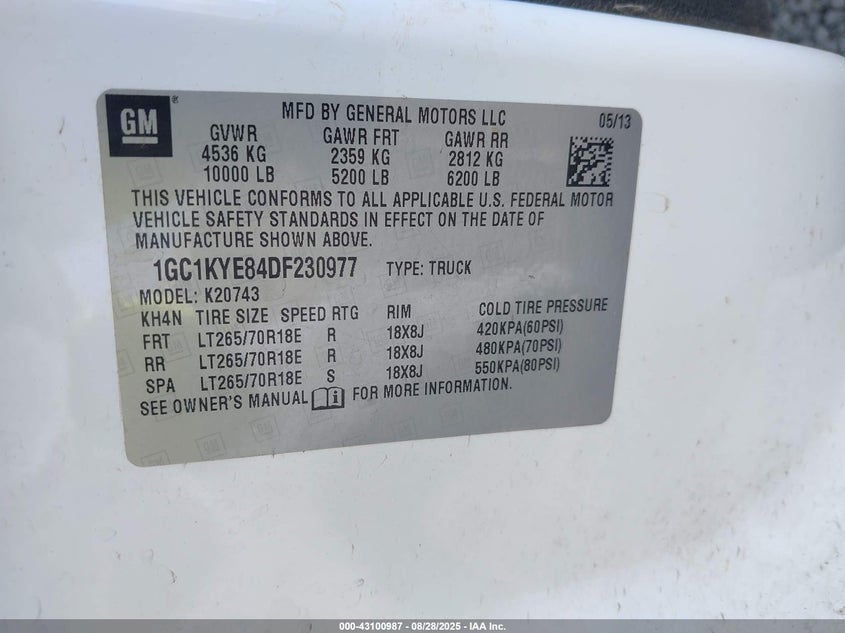 GM ®
MFD BY GENERAL MOTORS LLC 05/13
GVWR GAWR FRT GAWR RR
4536 KG 2359 KG 2812 KG
10000 LB 5200 LB 6200 LB
THIS VEHICLE CONFORMS TO ALL APPLICABLE U.S. FEDERAL MOTOR
VEHICLE SAFETY STANDARDS IN EFFECT ON THE DATE OF
MANUFACTURE SHOWN ABOVE.
1GC1KYE84DF230977 TYPE: TRUCK
MODEL: K20743
KH4N TIRE SIZE SPEED RTG RIM COLD TIRE PRESSURE
FRT LT265/70R18E R 18X8J 420KPA(60PSI)
RR LT265/70R18E R 18X8J 480KPA(70PSI)
SPA LT265/70R18E S 18X8J 550KPA(80PSI)
SEE OWNER'S MANUAL i FOR MORE INFORMATION.
000-43100987 - 08/28/2025 - IAA Inc.